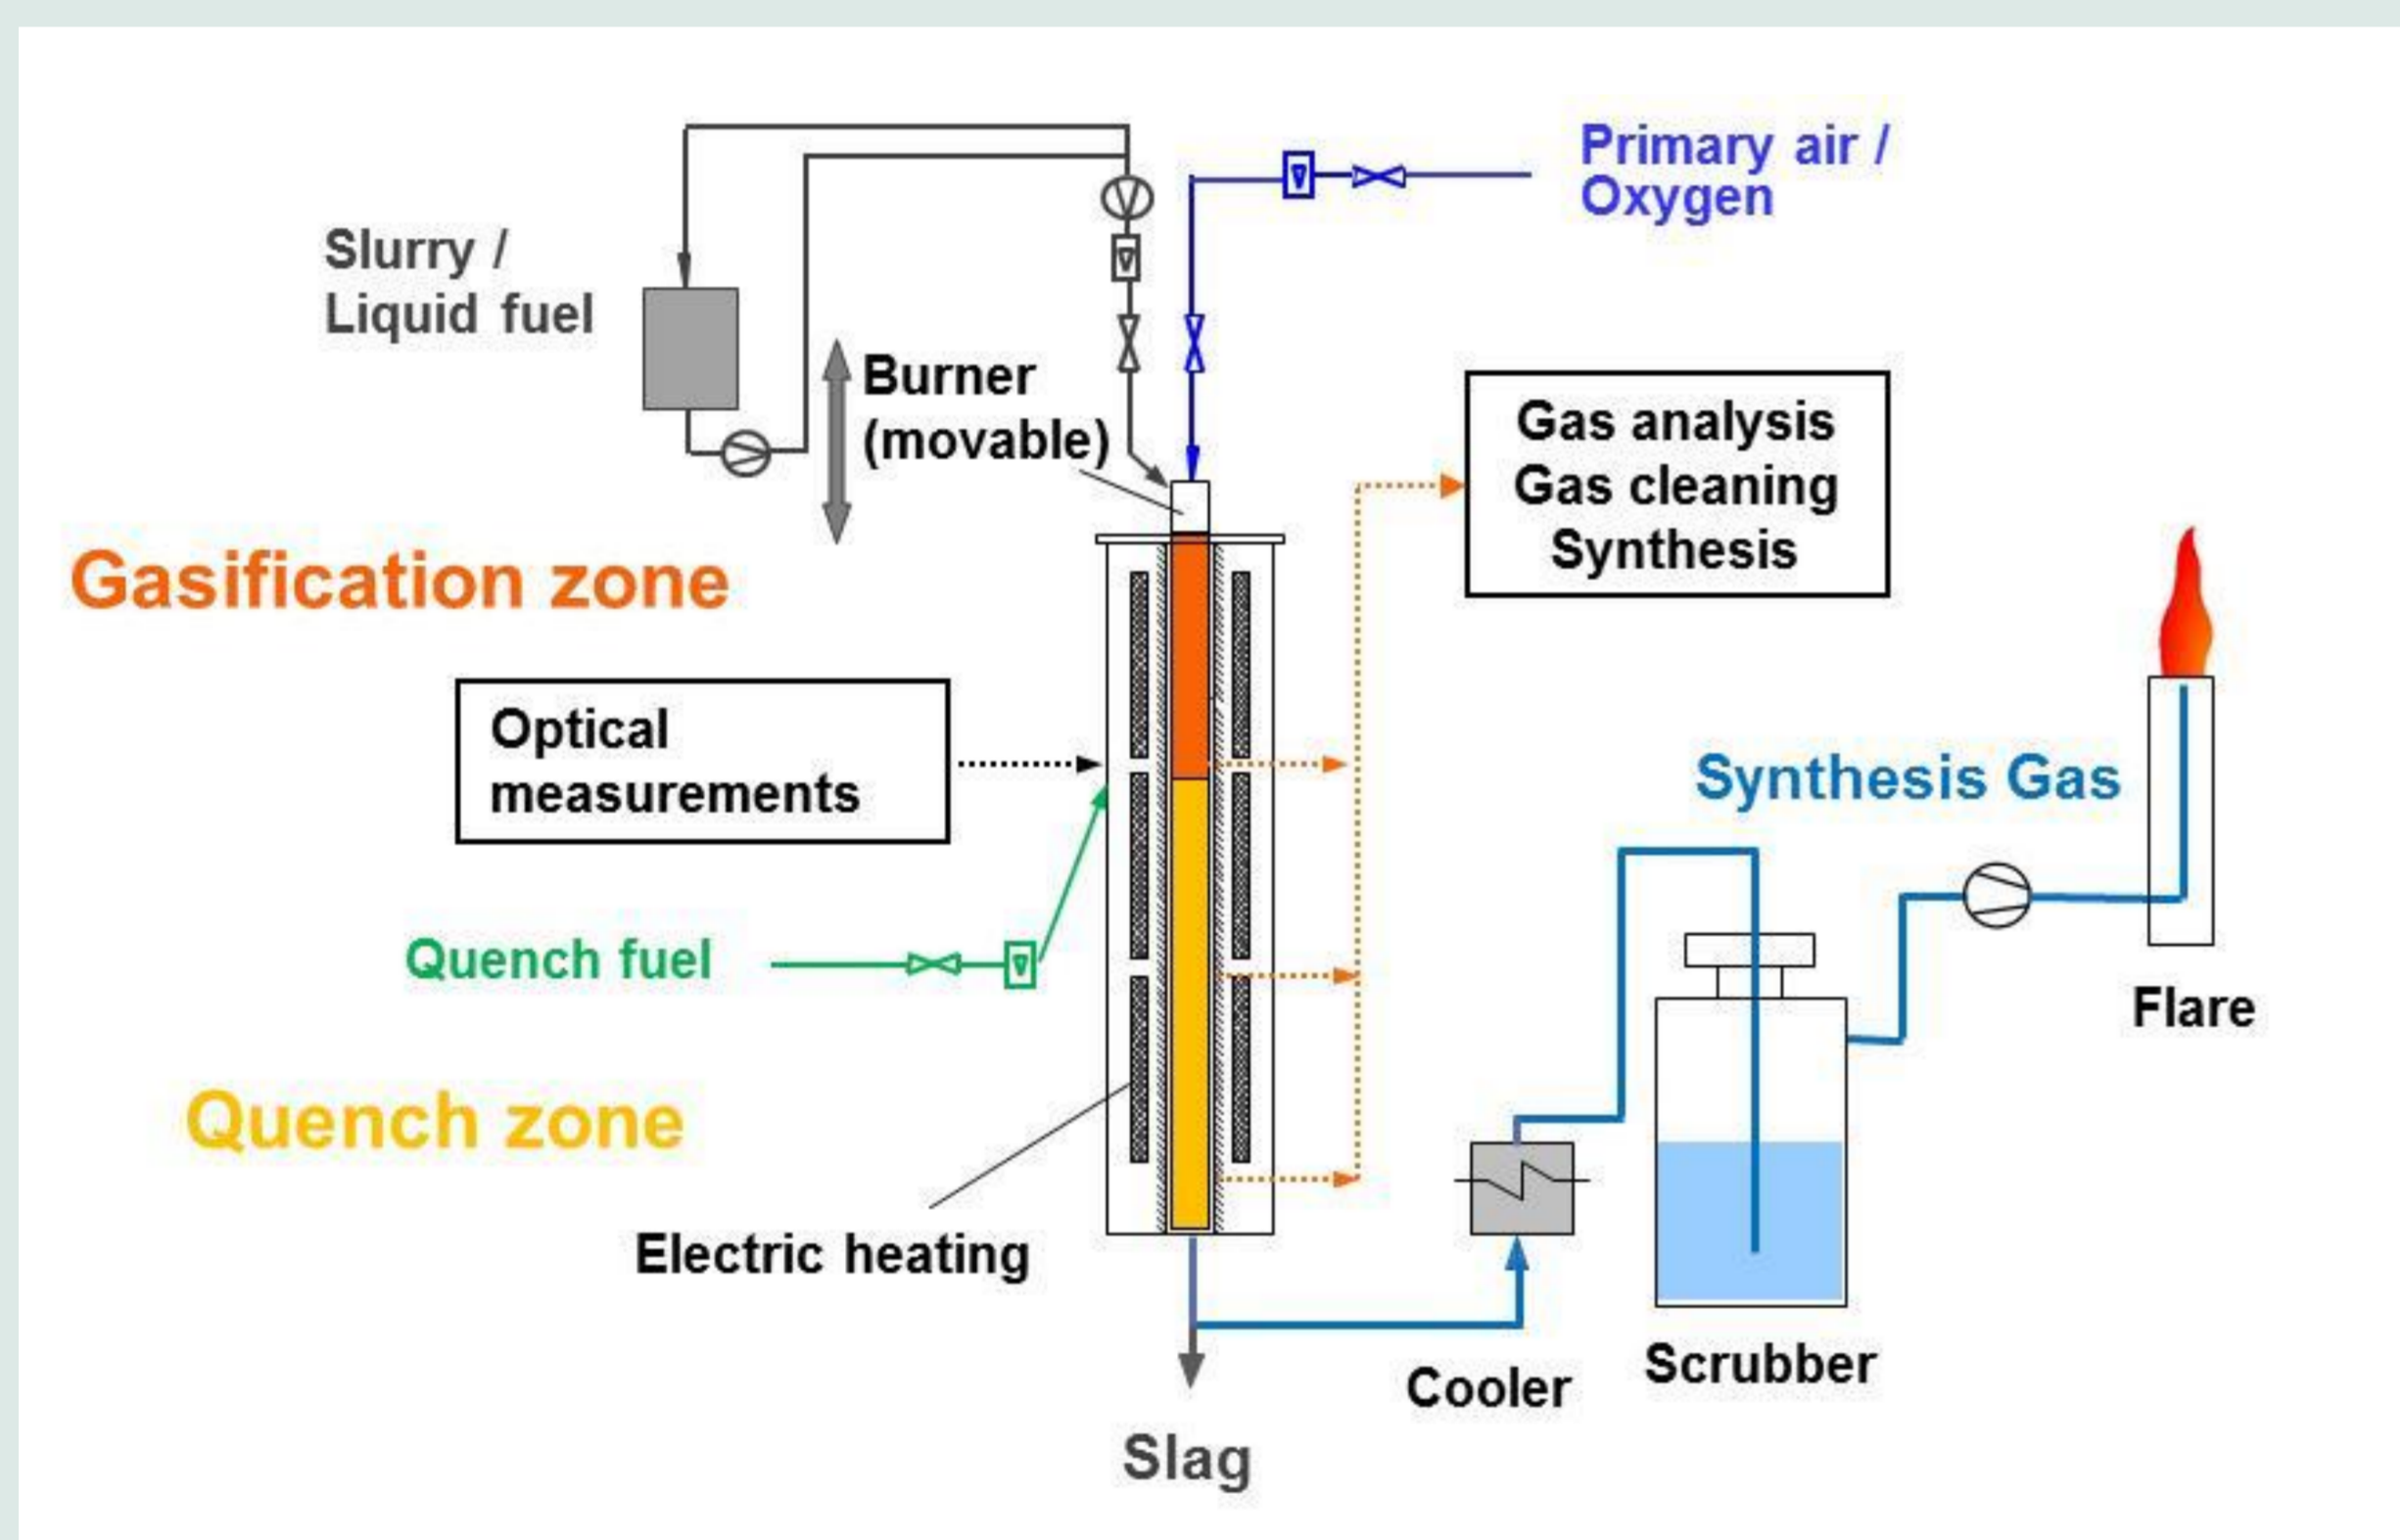 Primary air /
Oxygen
Slurry /
Liquid fuel
Burner
(movable)
Gas analysis
Gas cleaning
Synthesis
Gasification zone
Optical
measurements
Synthesis Gas
Quench fuel
Flare
Quench zone
Electric heating
Scrubber
Cooler
Slag